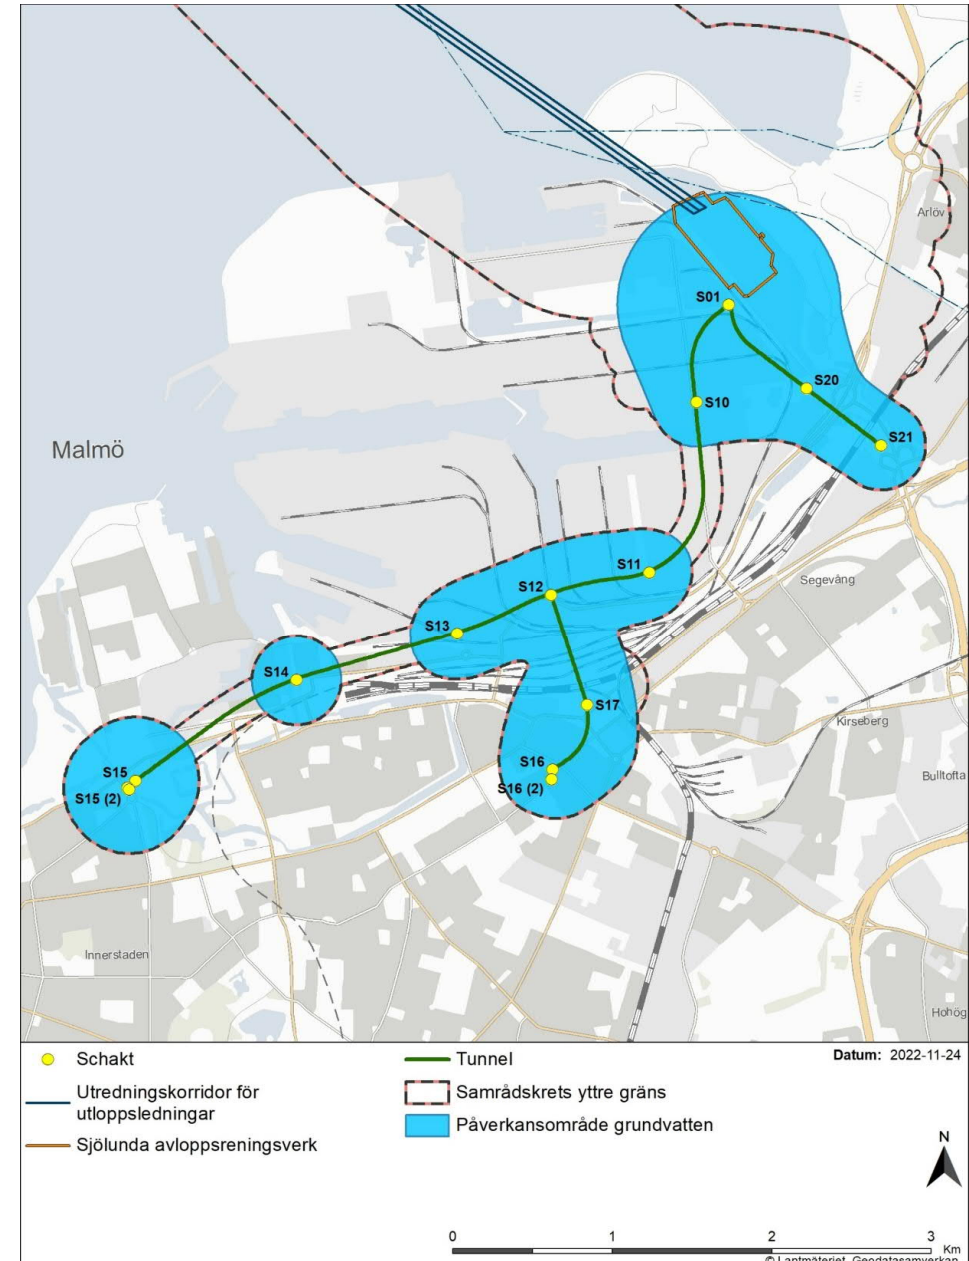 Arlöv
S01
S20
S10
S21
Malmö
S11
Segevång
S12
S13
S14
S17
Kirseberg
S16
S15
Bulltofta
S16 (2)
S15 (2)
Innerstaden
Hohög
Schakt
Utredningskorridor för
utloppsledningar
Sjölunda avloppsreningsverk
Tunnel
Samrådskrets yttre gräns
Påverkansområde grundvatten
Datum: 2022-11-24
N
0 1 2 3
Km
© Lantmäteriet, Geodatasamverkan